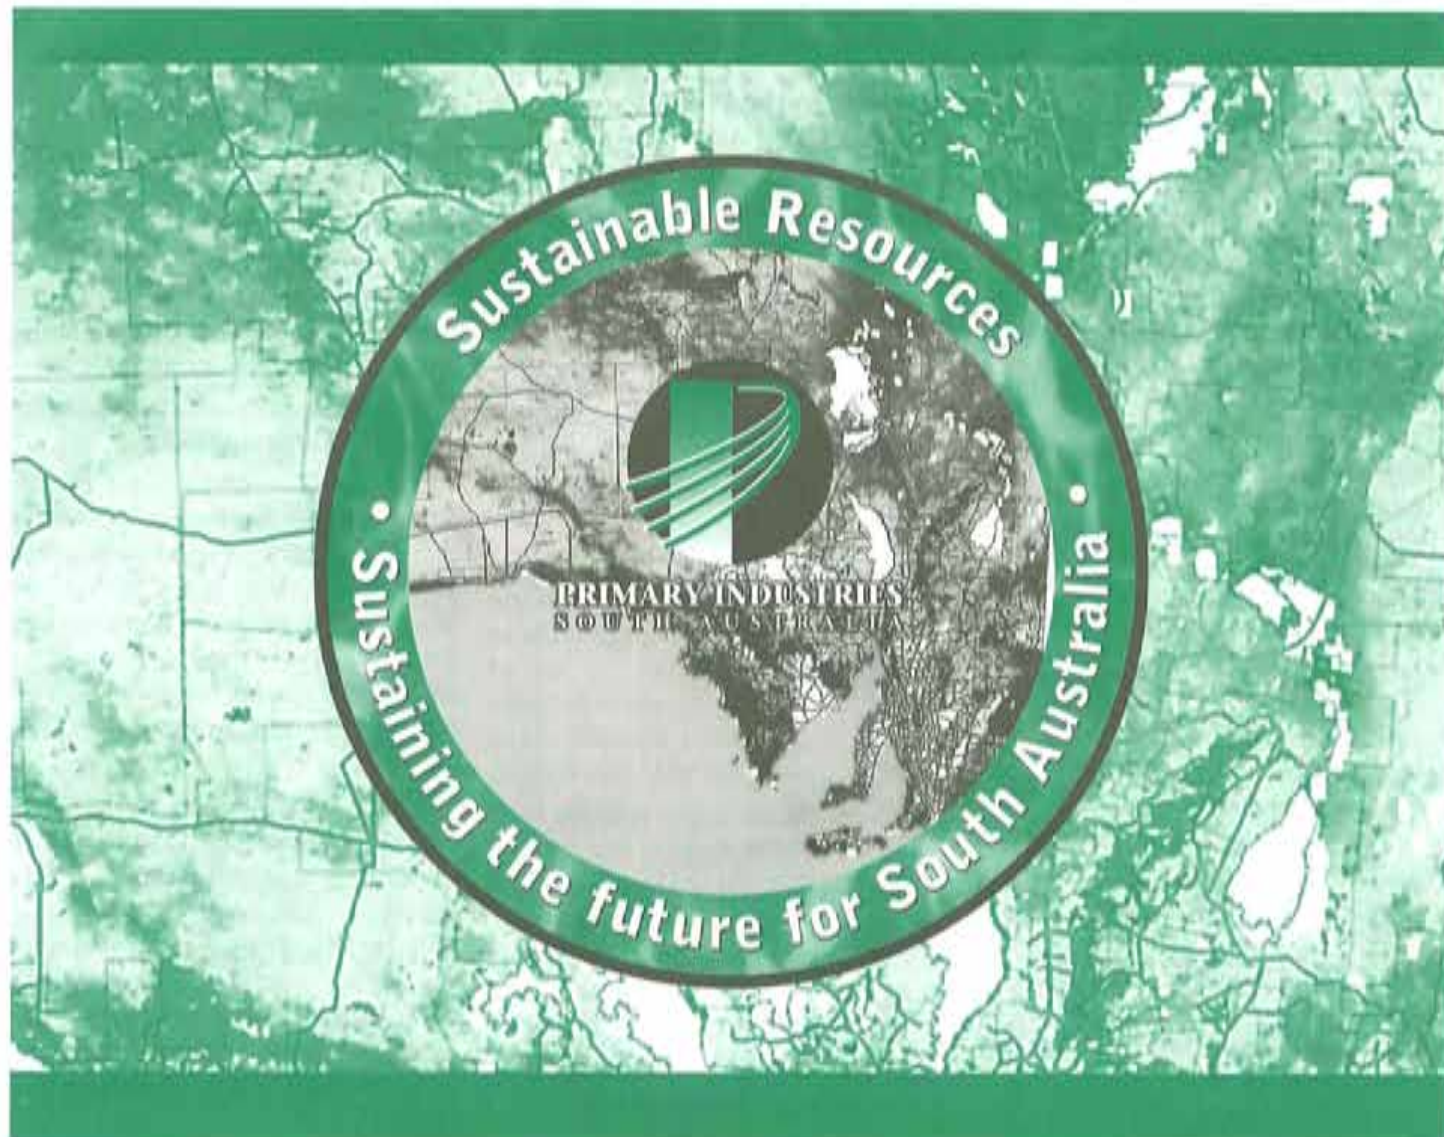 Sustainable Resources
PRIMARY INDUSTRIES
SOUTH AUSTRALIA
• Sustaining the future for South Australia •